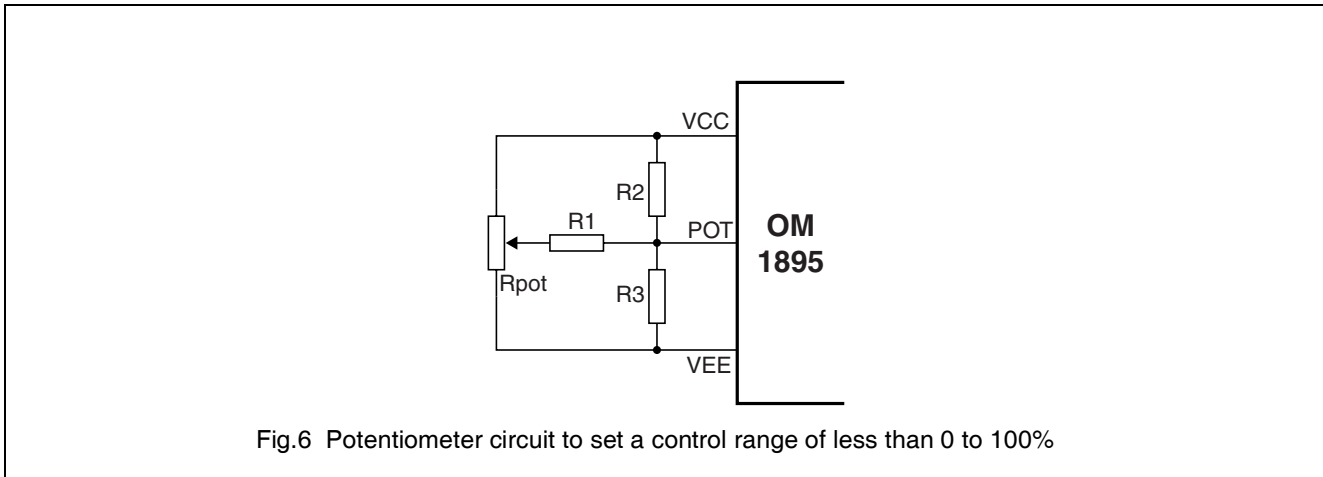 VCC
R2
R1
POT
OM
1895
Rpot
R3
VEE
Fig.6 Potentiometer circuit to set a control range of less than 0 to 100%